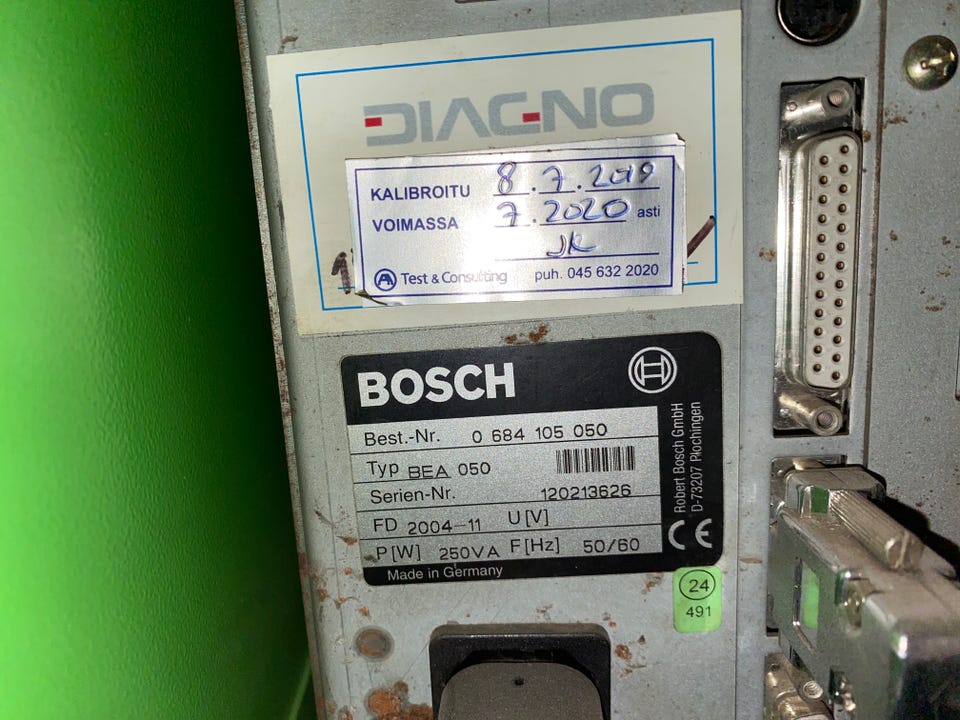 DIAGNO
KALIBROITU 8.7.2019
VOIMASSA 7.2020 asti
JK
A Test & Consulting puh. 045 632 2020
BOSCH
Best.-Nr. 0 684 105 050
Typ BEA 050
Serien-Nr. 120213626
FD 2004-11 U [V]
P [W] 250VA F [Hz] 50/60
Made in Germany
Robert Bosch GmbH
D-73207 Plochingen
CE
24
491